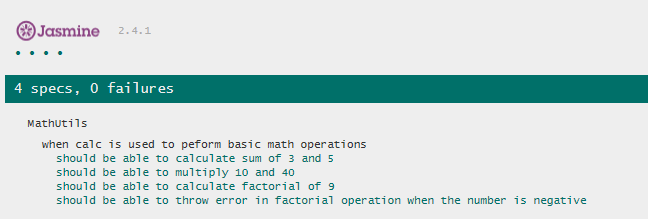 Jasmine 2.4.1
4 specs, 0 failures
MathUtils
when calc is used to peform basic math operations
should be able to calculate sum of 3 and 5
should be able to multiply 10 and 40
should be able to calculate factorial of 9
should be able to throw error in factorial operation when the number is negative